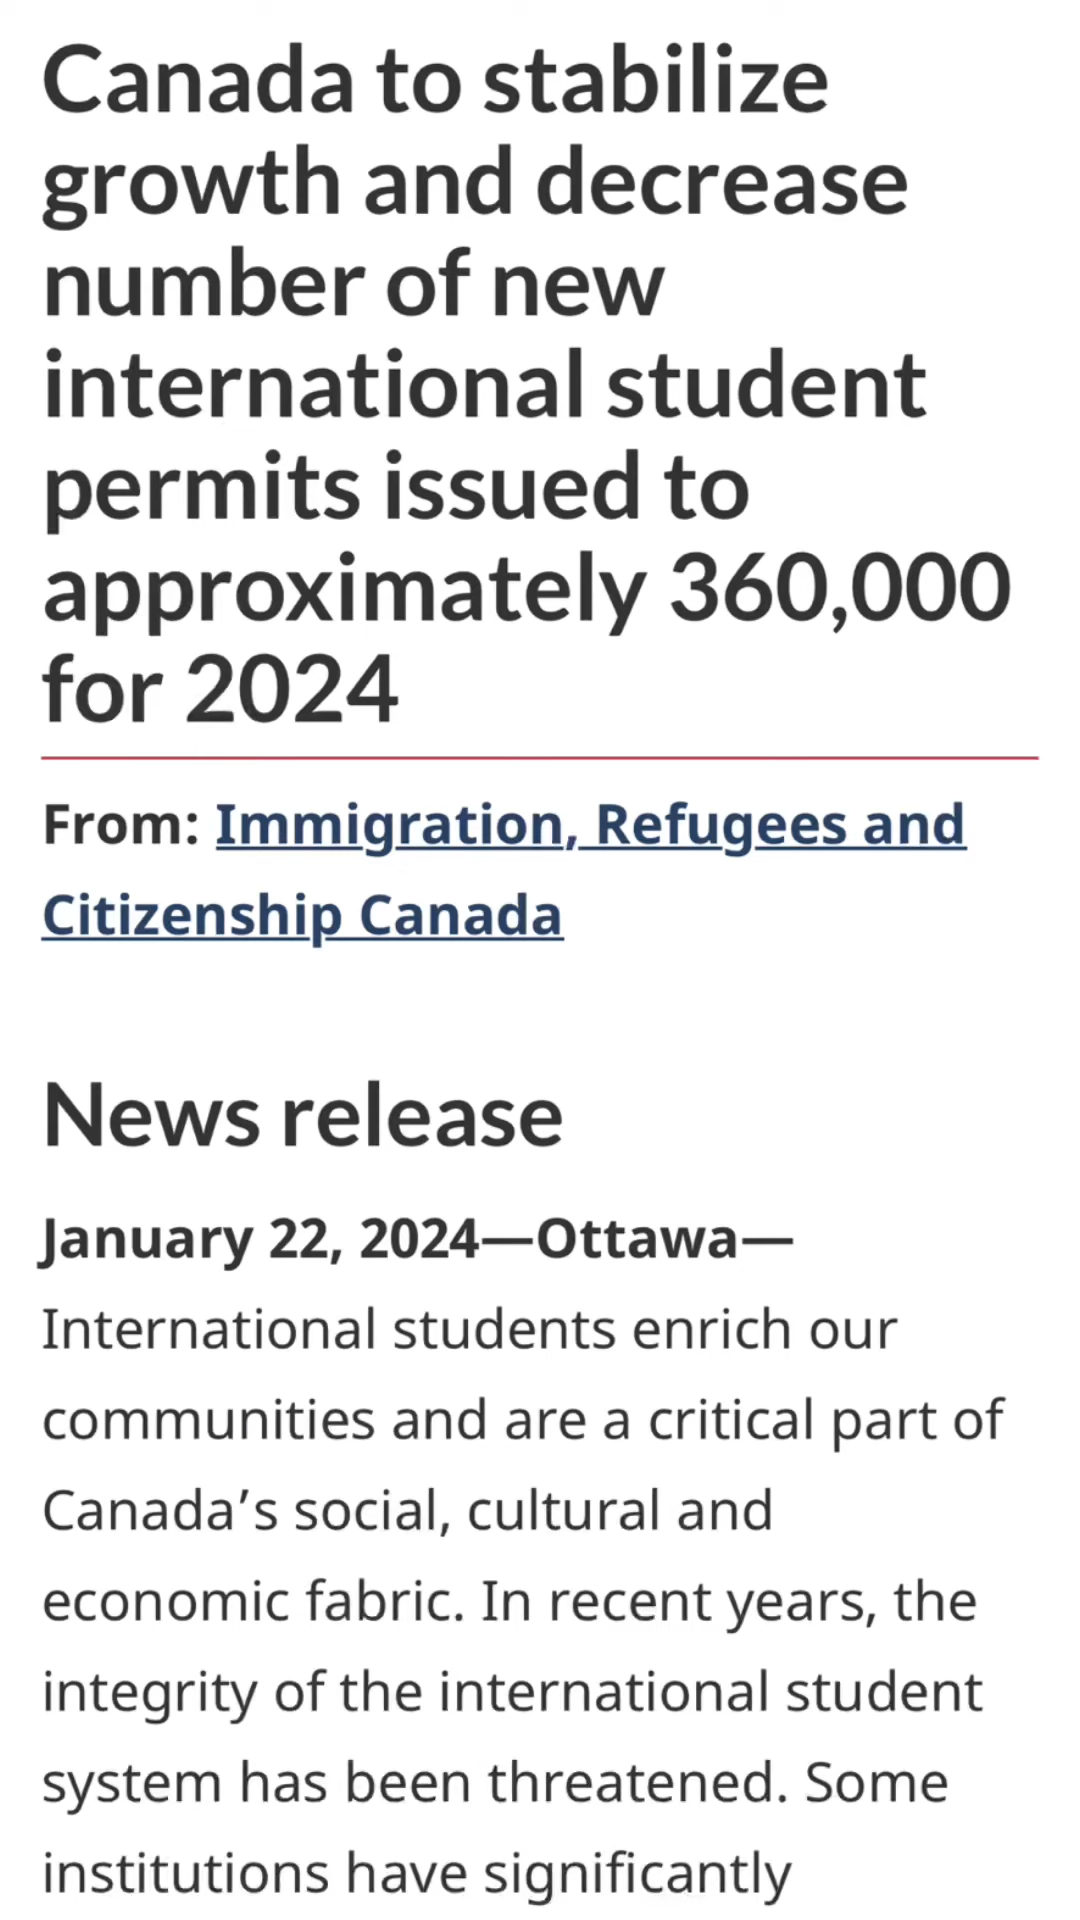 Canada to stabilize
growth and decrease
number of new
international student
permits issued to
approximately 360,000
for 2024
From: Immigration, Refugees and
Citizenship Canada
News release
January 22, 2024—Ottawa—
International students enrich our
communities and are a critical part of
Canada’s social, cultural and
economic fabric. In recent years, the
integrity of the international student
system has been threatened. Some
institutions have significantly